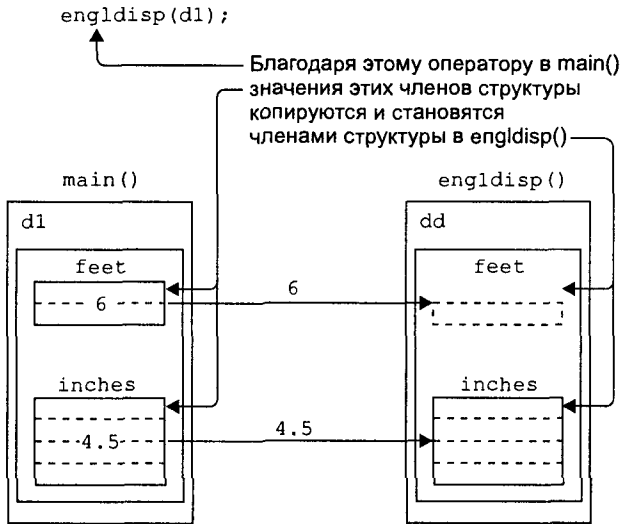 engldisp(d1);
Благодаря этому оператору в main()
значения этих членов структуры
копируются и становятся
членами структуры в engldisp()
main()
engldisp()
d1
dd
feet
feet
6
6
inches
inches
4.5
4.5